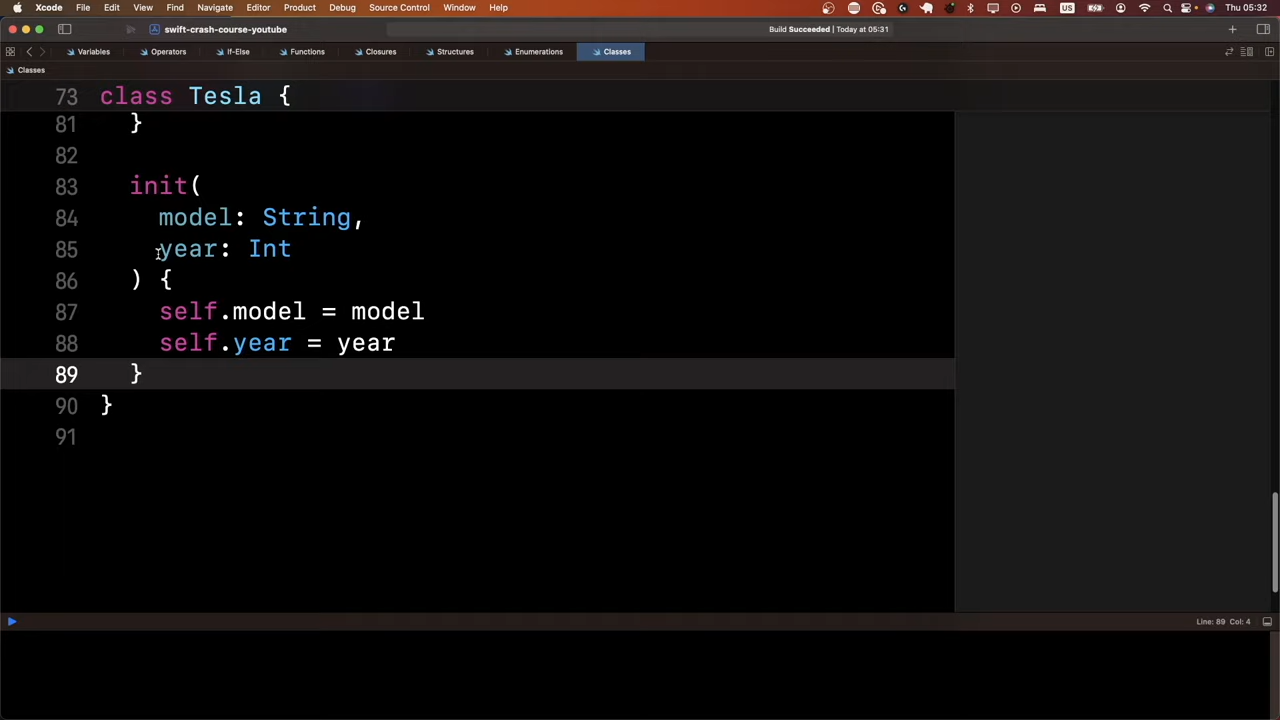 Xcode File Edit View Find Navigate Editor Product Debug Source Control Window Help US Thu 05:32
swift-crash-course-youtube Build Succeeded | Today at 05:31
Variables Operators If-Else Functions Closures Structures Enumerations Classes
Classes
73 class Tesla {
81 }
82
83 init(
84 model: String,
85 year: Int
86 ) {
87 self.model = model
88 self.year = year
89 }
90 }
91
Line: 89 Col: 4